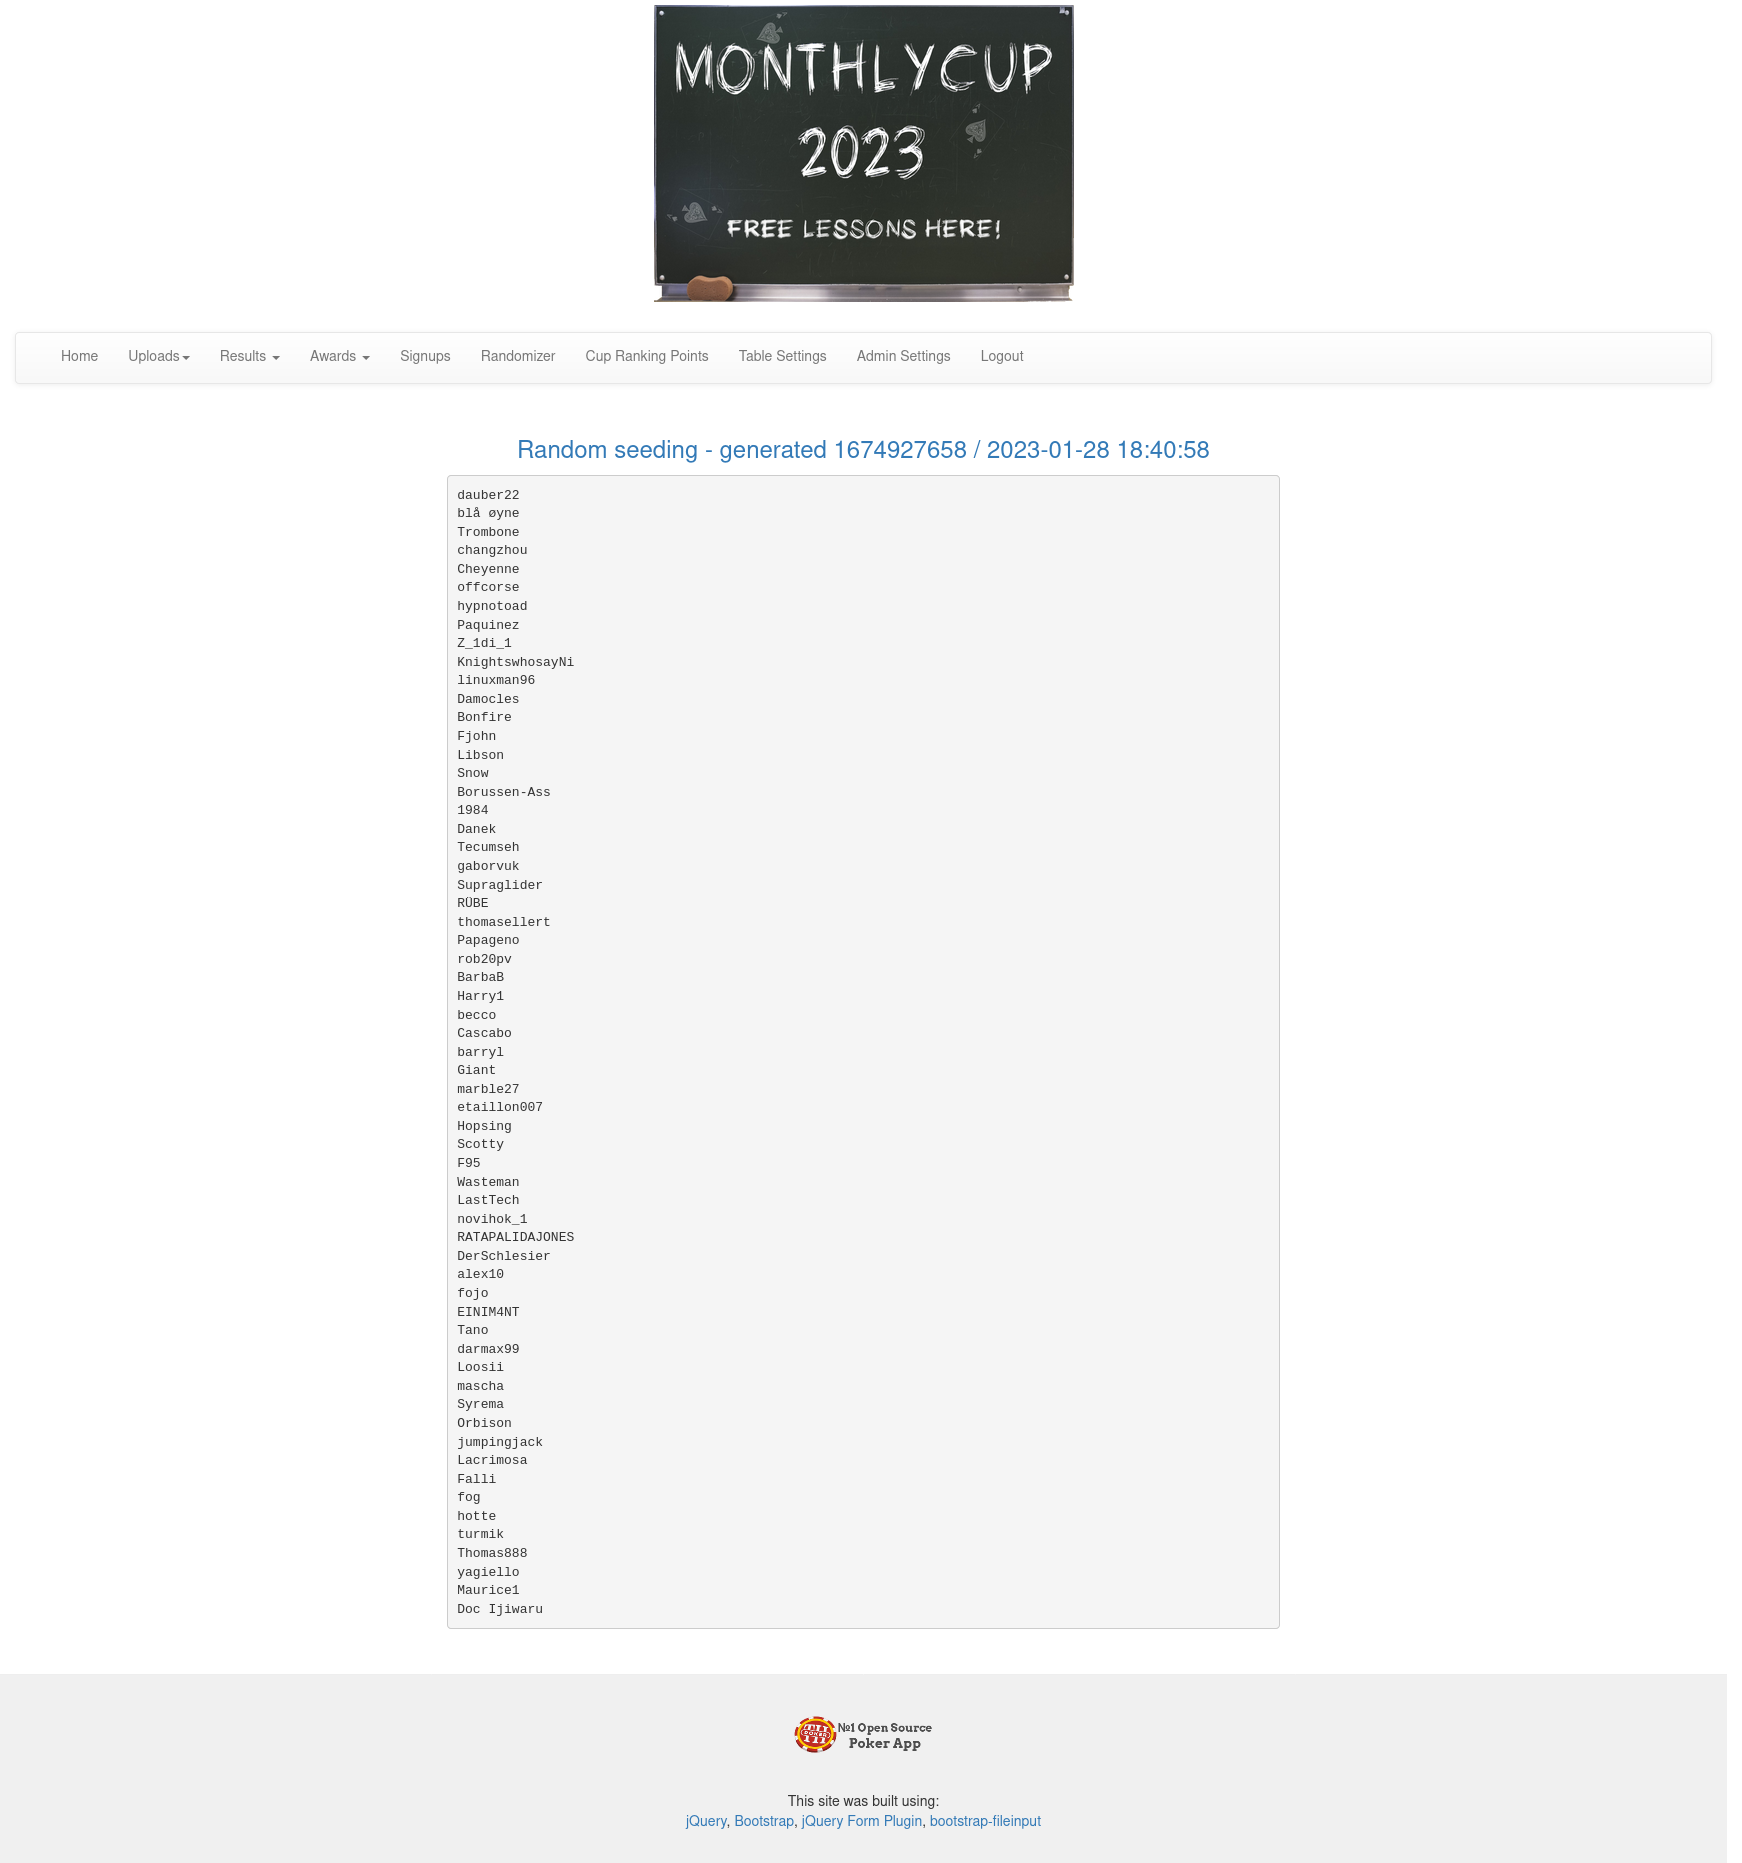 MONTHLYCUP
2023
FREE LESSONS HERE!
Home Uploads Results Awards Signups Randomizer Cup Ranking Points Table Settings Admin Settings Logout
Random seeding - generated 1674927658 / 2023-01-28 18:40:58
dauber22
blå øyne
Trombone
changzhou
Cheyenne
offcorse
hypnotoad
Paquinez
Z_1di_1
KnightswhosayNi
linuxman96
Damocles
Bonfire
Fjohn
Libson
Snow
Borussen-Ass
1984
Danek
Tecumseh
gaborvuk
Supraglider
RÜBE
thomasellert
Papageno
rob20pv
BarbaB
Harry1
becco
Cascabo
barryl
Giant
marble27
etaillon007
Hopsing
Scotty
F95
Wasteman
LastTech
novihok_1
RATAPALIDAJONES
DerSchlesier
alex10
fojo
EINIM4NT
Tano
darmax99
Loosii
mascha
Syrema
Orbison
jumpingjack
Lacrimosa
Falli
fog
hotte
turmik
Thomas888
yagiello
Maurice1
Doc Ijiwaru
№1 Open Source
Poker App
This site was built using:
jQuery, Bootstrap, jQuery Form Plugin, bootstrap-fileinput